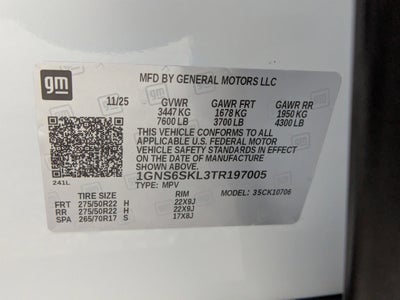 gm
MFD BY GENERAL MOTORS LLC
11/25 GVWR GAWR FRT GAWR RR
3447 KG 1678 KG 1950 KG
7600 LB 3700 LB 4300 LB
THIS VEHICLE CONFORMS TO ALL
APPLICABLE U.S. FEDERAL MOTOR
VEHICLE SAFETY STANDARDS IN EFFECT
ON THE DATE OF MANUFACTURE
SHOWN ABOVE.
1GNS6SKL3TR197005
241L TYPE: MPV MODEL: 35CK10706
TIRE SIZE RIM
FRT 275/50R22 H 22X9J
RR 275/50R22 H 22X9J
SPA 265/70R17 S 17X8J